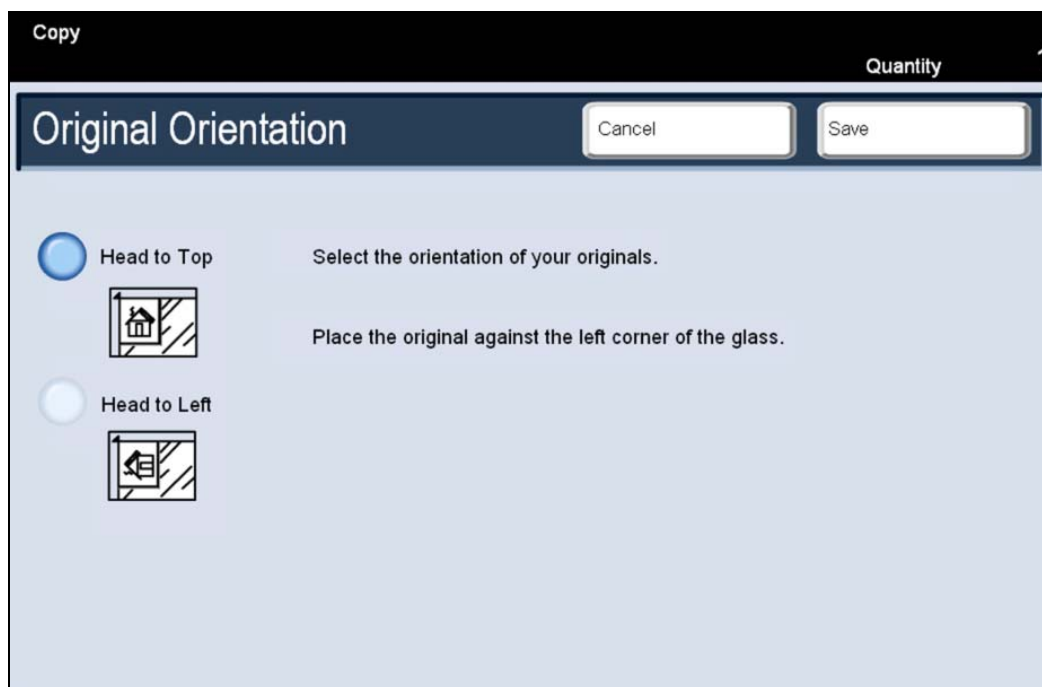 Copy
Quantity
Original Orientation
Cancel
Save
Head to Top
Select the orientation of your originals.
Place the original against the left corner of the glass.
Head to Left